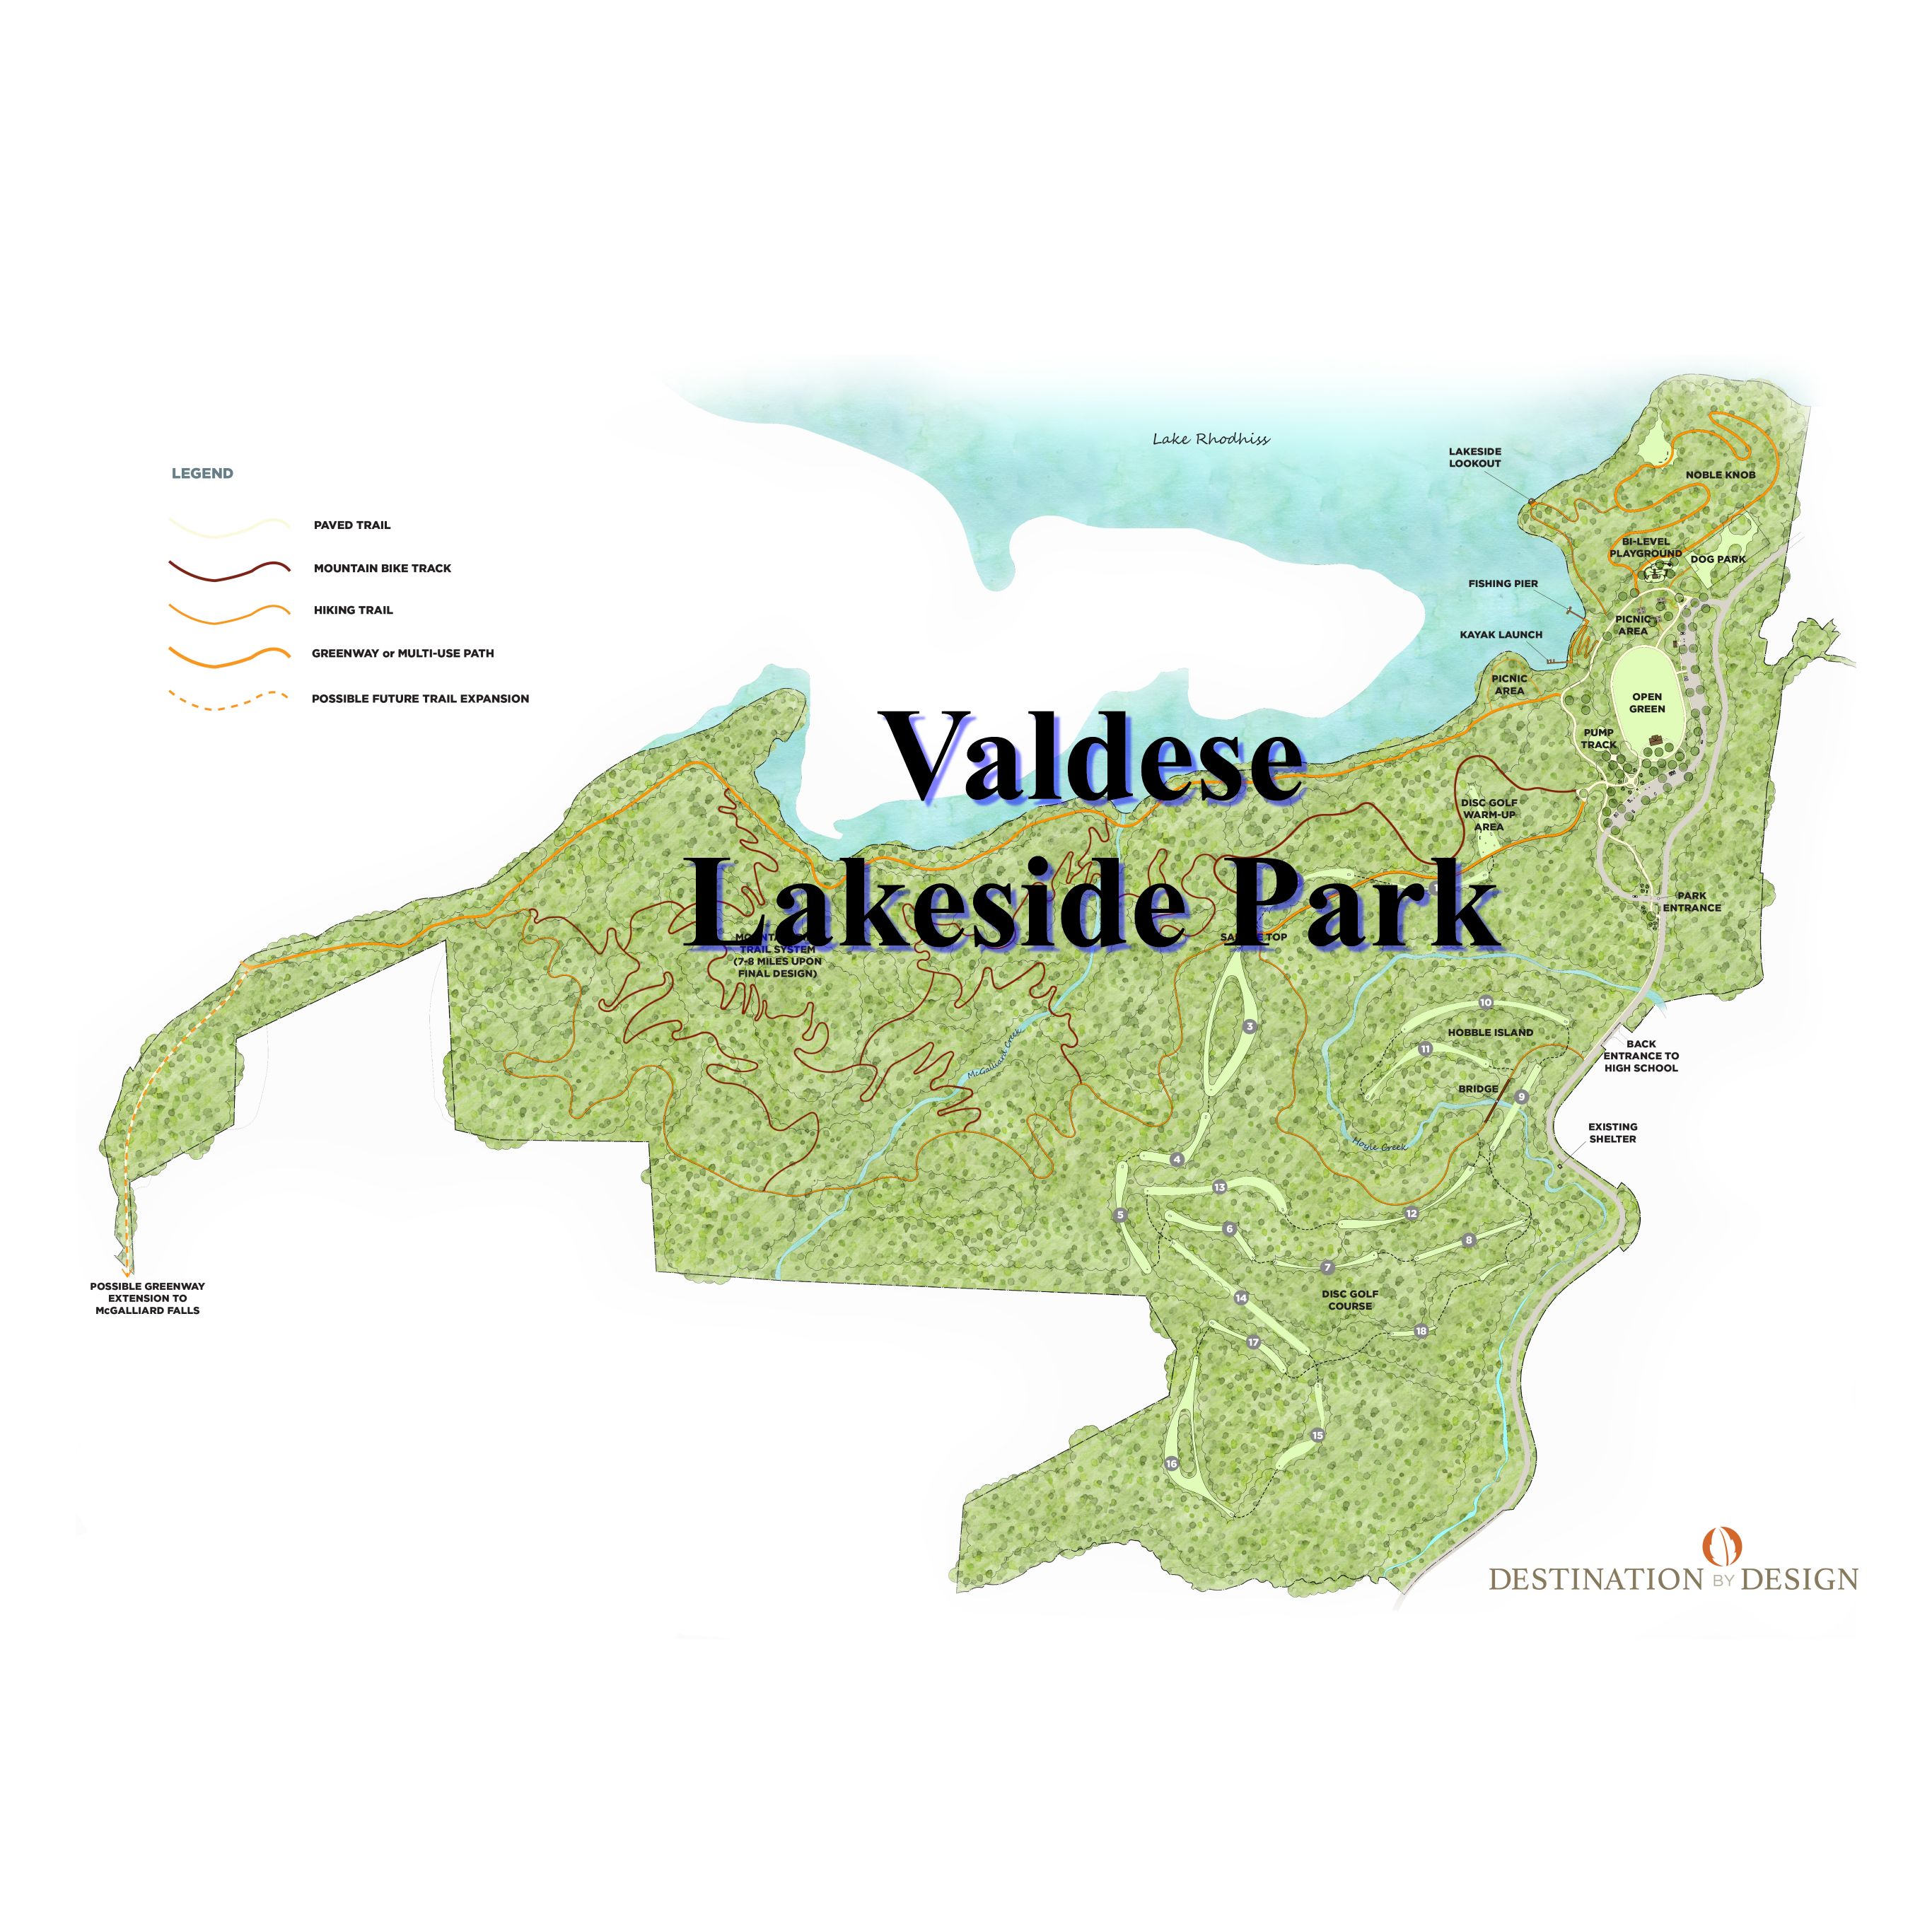 Lake Rhodhiss
LEGEND
PAVED TRAIL
MOUNTAIN BIKE TRACK
HIKING TRAIL
GREENWAY or MULTI-USE PATH
POSSIBLE FUTURE TRAIL EXPANSION
LAKESIDE
LOOKOUT
NOBLE KNOB
BI-LEVEL
PLAYGROUND
DOG PARK
FISHING PIER
PICNIC
AREA
KAYAK LAUNCH
PICNIC
AREA
OPEN
GREEN
PUMP
TRACK
Valdese
Lakeside Park
DISC GOLF
WARM-UP
AREA
PARK
ENTRANCE
TOP
TRAIL SYSTEM
(7-8 MILES UPON
FINAL DESIGN)
McGalliard Creek
3
10
HOBBLE ISLAND
11
BRIDGE
9
BACK
ENTRANCE TO
HIGH SCHOOL
EXISTING
SHELTER
Hoyle Creek
4
13
5
6
12
8
7
14
DISC GOLF
COURSE
17
18
15
16
POSSIBLE GREENWAY
EXTENSION TO
McGALLIARD FALLS
DESTINATION BY DESIGN